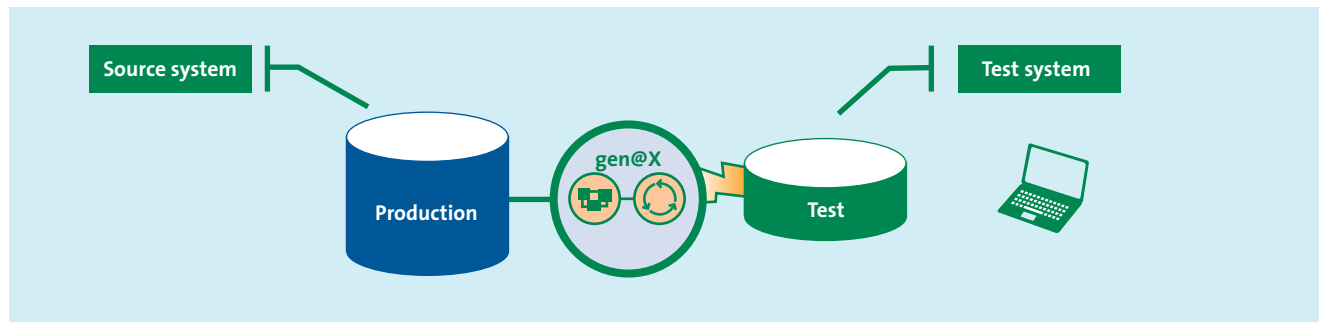 Source system
Test system
gen@X
Production
Test